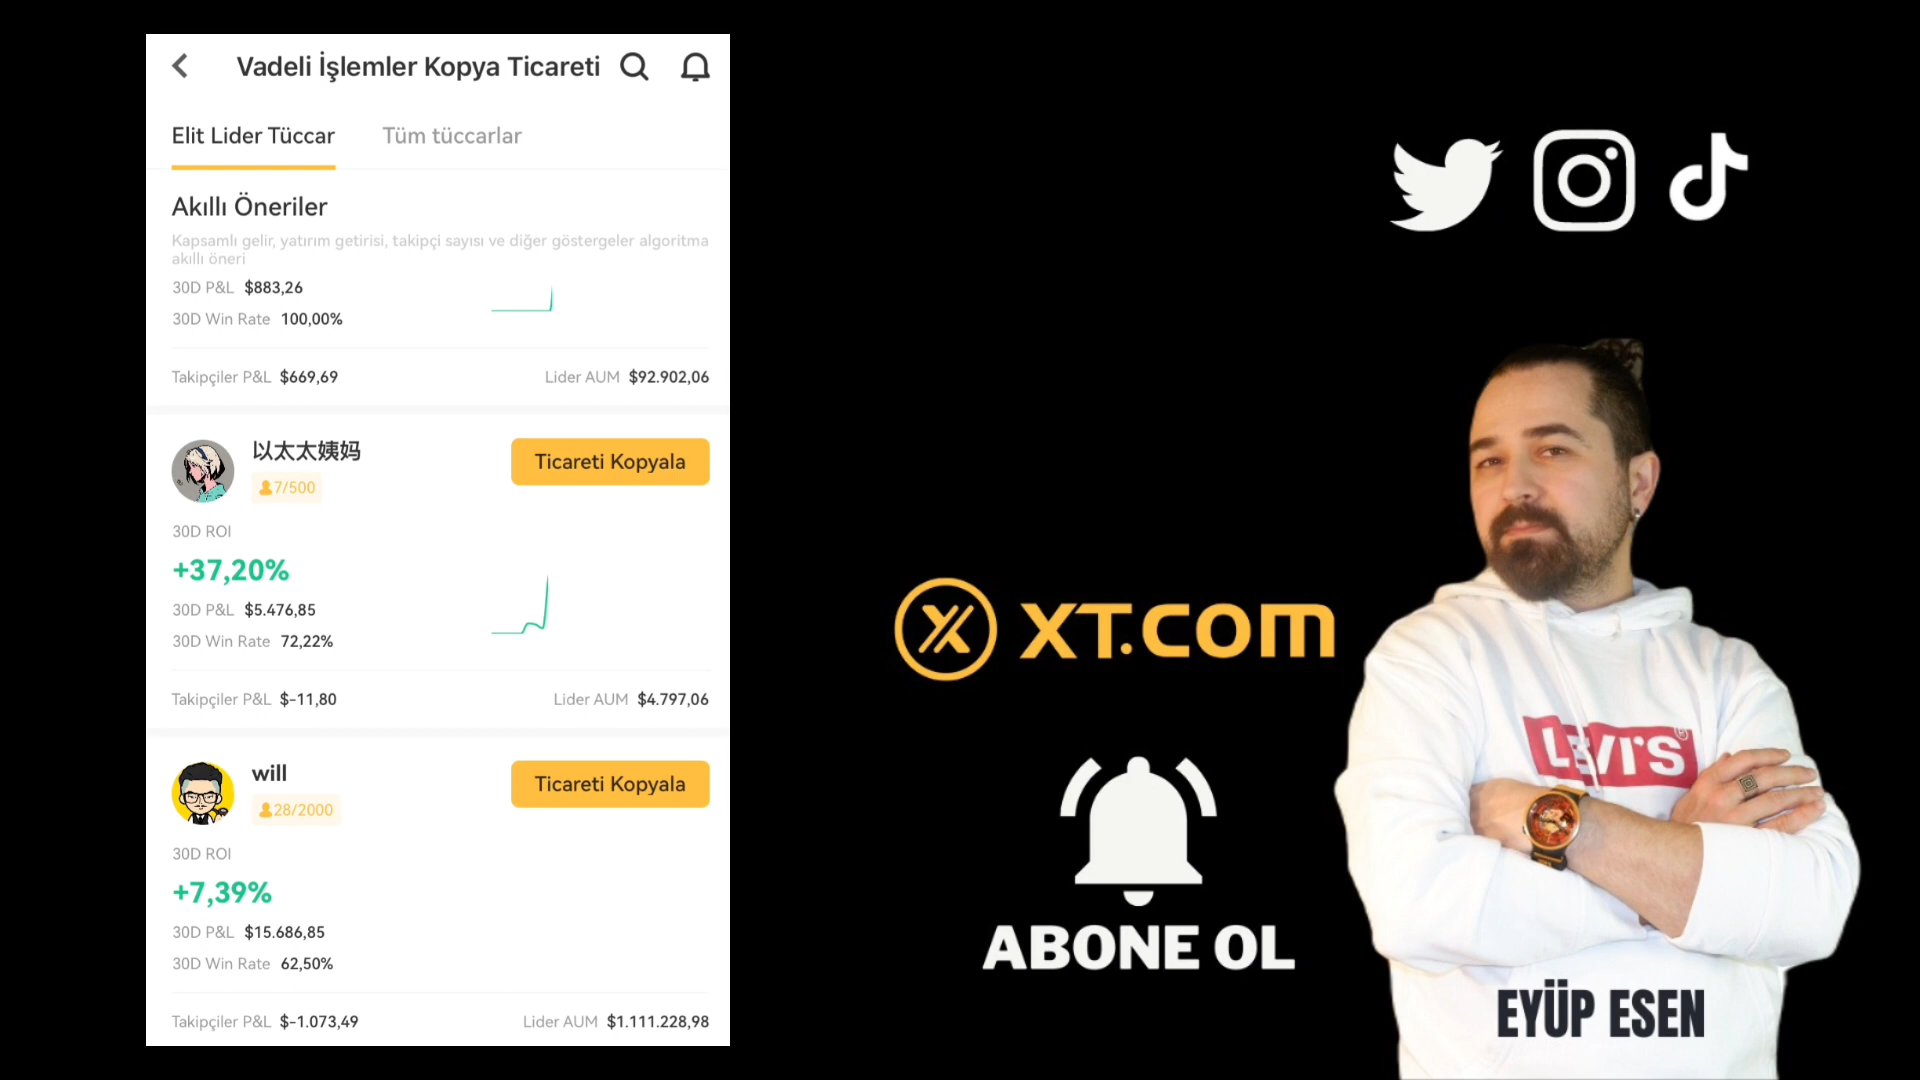 Vadeli İşlemler Kopya Ticareti
Elit Lider Tüccar
Tüm tüccarlar
Akıllı Öneriler
Kapsamlı gelir, yatırım getirisi, takipçi sayısı ve diğer göstergeler algoritma
akıllı öneri
30D P&L $883,26
30D Win Rate 100,00%
Takipçiler P&L $669,69
Lider AUM $92.902,06
以太太姨妈
7/500
Ticareti Kopyala
30D ROI
+37,20%
30D P&L $5.476,85
30D Win Rate 72,22%
Takipçiler P&L $-11,80
Lider AUM $4.797,06
will
28/2000
Ticareti Kopyala
30D ROI
+7,39%
30D P&L $15.686,85
30D Win Rate 62,50%
Takipçiler P&L $-1.073,49
Lider AUM $1.111.228,98
XT.COM
ABONE OL
LEVI'S
EYÜP ESEN